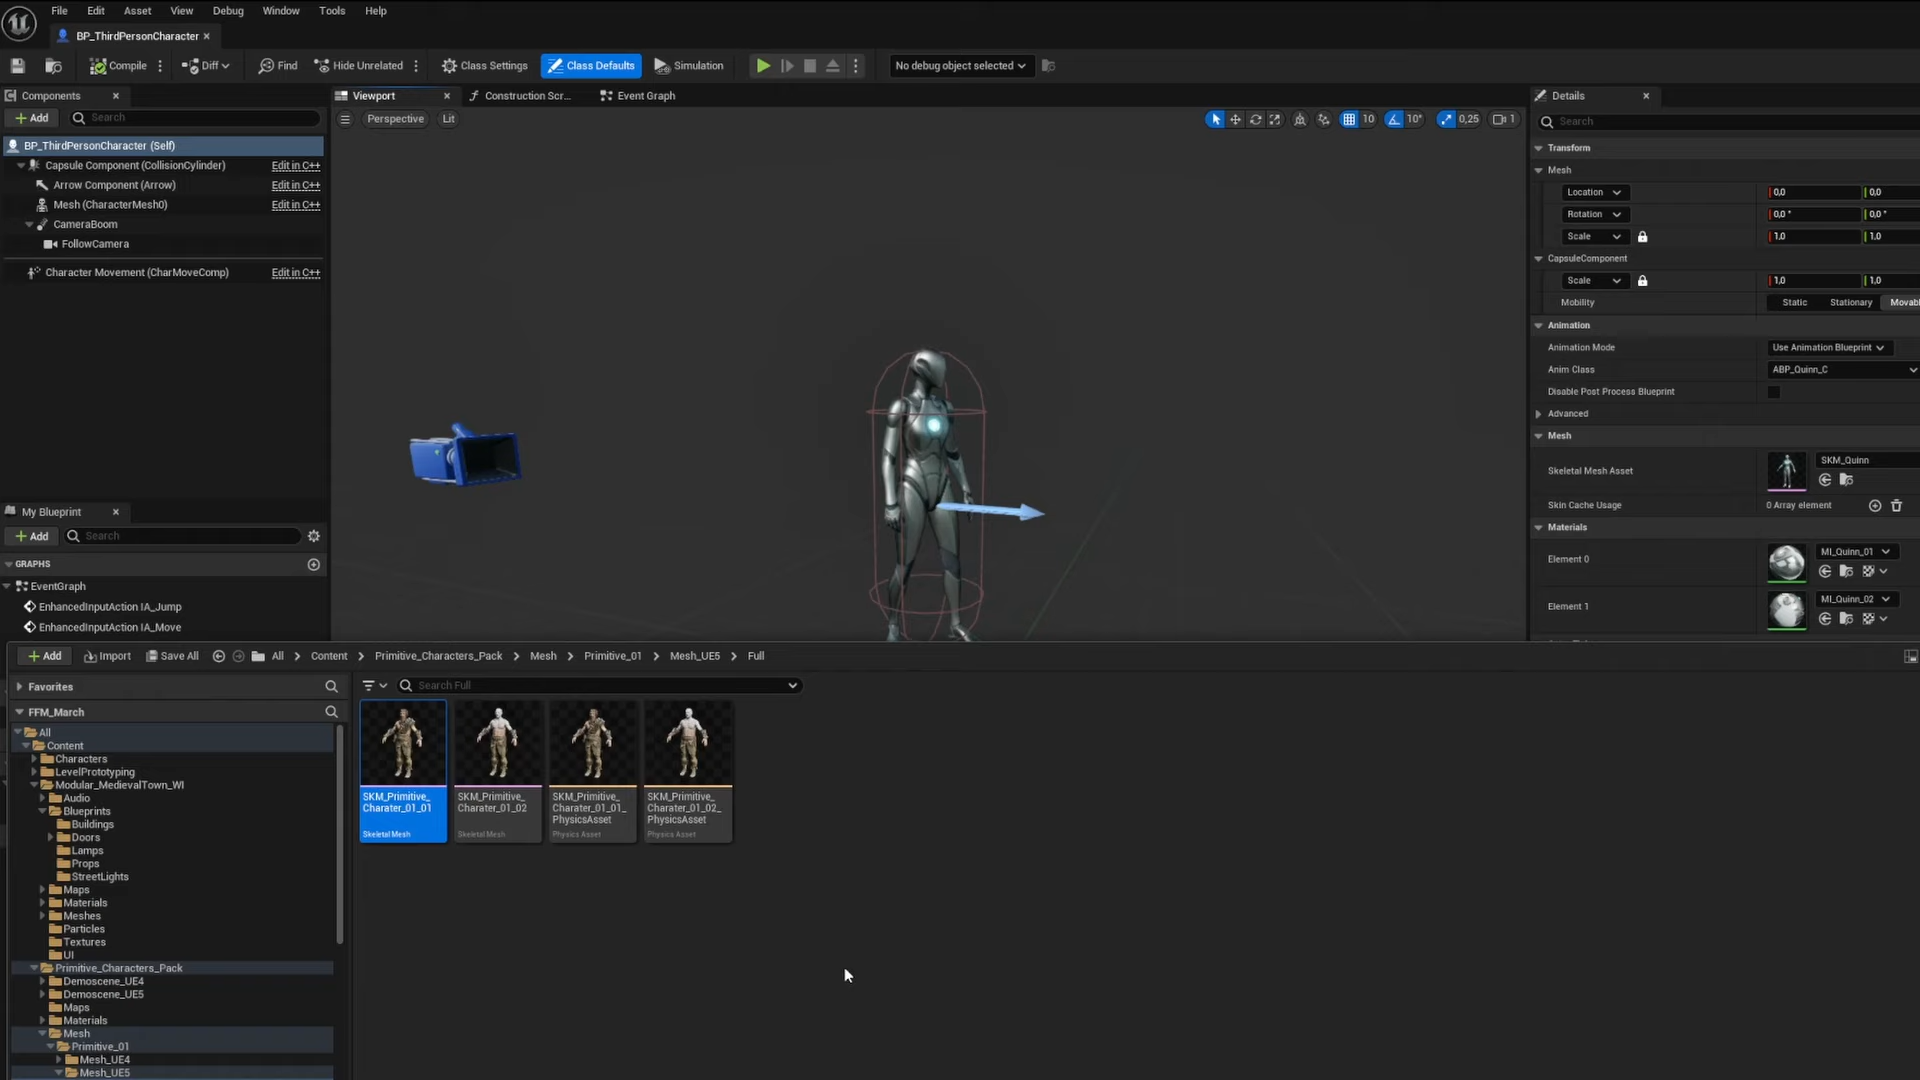 File Edit View Asset Debug Window Tools Help
BP_ThirdPersonCharacter
Compile Diff Find Hide Unrelated Class Settings Class Defaults Simulation No debug object selected
Components
Add Search
BP_ThirdPersonCharacter (Self)
Capsule Component (CollisionCylinder) Edit in C++
Arrow Component (Arrow) Edit in C++
Mesh (CharacterMesh0) Edit in C++
CameraBoom
FollowCamera
Character Movement (CharMoveComp) Edit in C++
My Blueprint
Add Search
GRAPHS
EventGraph
EnhancedInputAction IA_Jump
EnhancedInputAction IA_Move
Viewport Construction Scr... Event Graph
Perspective Lit 10 10° 0,25 1
Details
Search
Transform
Mesh
Location 0,0 0,0
Rotation 0,0 ° 0,0 °
Scale 1,0 1,0
CapsuleComponent
Scale 1,0 1,0
Mobility Static Stationary Movab
Animation
Animation Mode Use Animation Blueprint
Anim Class ABP_Quinn_C
Disable Post Process Blueprint
Advanced
Mesh
Skeletal Mesh Asset SKM_Quinn
Skin Cache Usage 0 Array element
Materials
Element 0 MI_Quinn_01
Element 1 MI_Quinn_02
Add Import Save All All Content Primitive_Characters_Pack Mesh Primitive_01 Mesh_UE5 Full
Favorites
FFM_March
All
Content
Characters
LevelPrototyping
Modular_MedievalTown_WI
Audio
Blueprints
Buildings
Doors
Lamps
Props
StreetLights
Maps
Materials
Meshes
Particles
Textures
UI
Primitive_Characters_Pack
Demoscene_UE4
Demoscene_UE5
Maps
Materials
Mesh
Primitive_01
Mesh_UE4
Mesh_UE5
Search Full
SKM_Primitive_
Charater_01_01
Skeletal Mesh
SKM_Primitive_
Charater_01_02
Skeletal Mesh
SKM_Primitive_
Charater_01_01_
PhysicsAsset
Physics Asset
SKM_Primitive_
Charater_01_02_
PhysicsAsset
Physics Asset